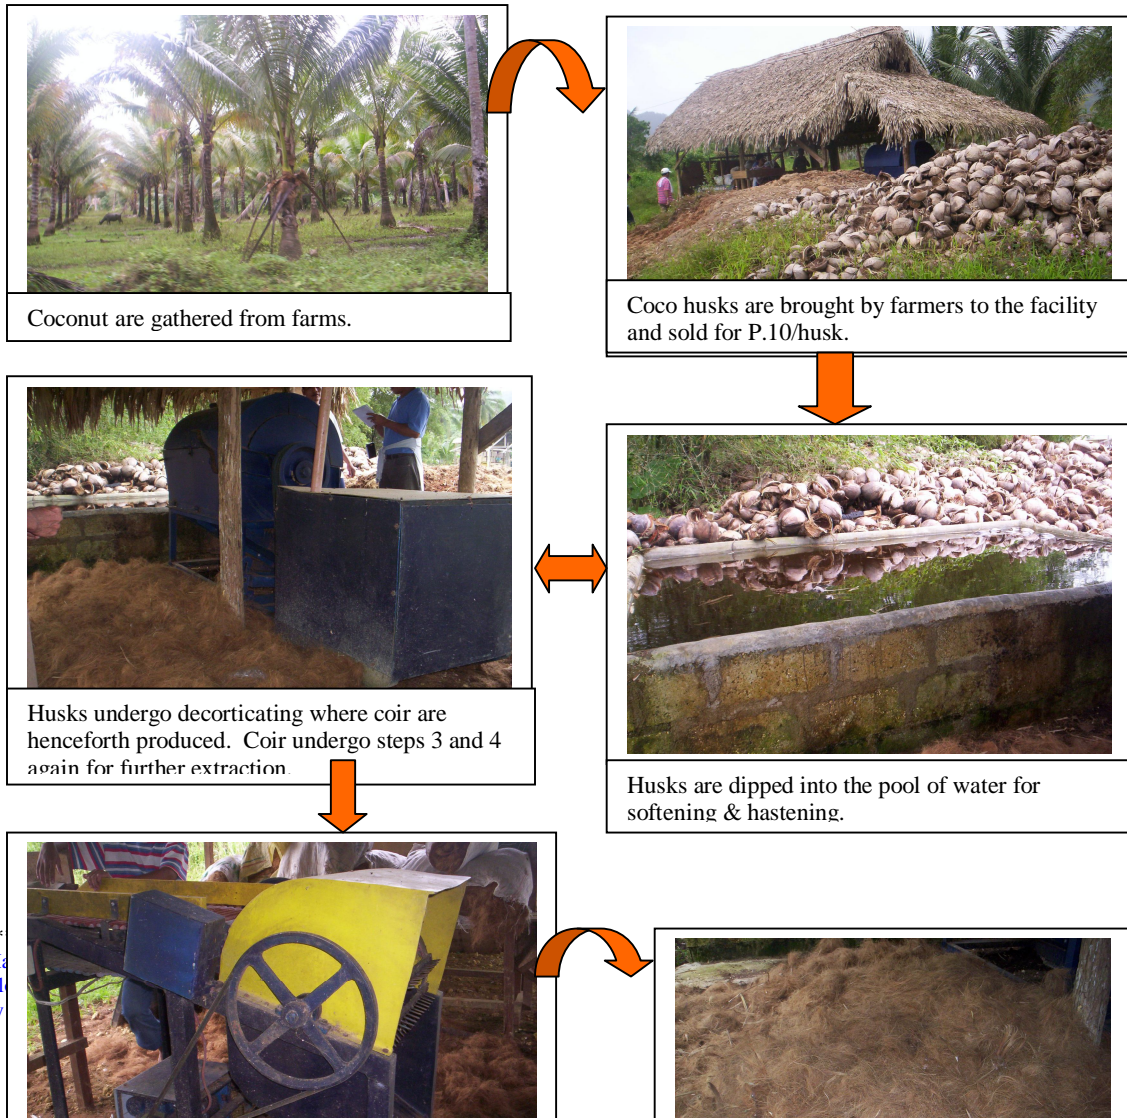 Coconut are gathered from farms.
Coco husks are brought by farmers to the facility
and sold for P.10/husk.
Husks are dipped into the pool of water for
softening & hastening.
Husks undergo decorticating where coir are
henceforth produced.  Coir undergo steps 3 and 4
again for further extraction.